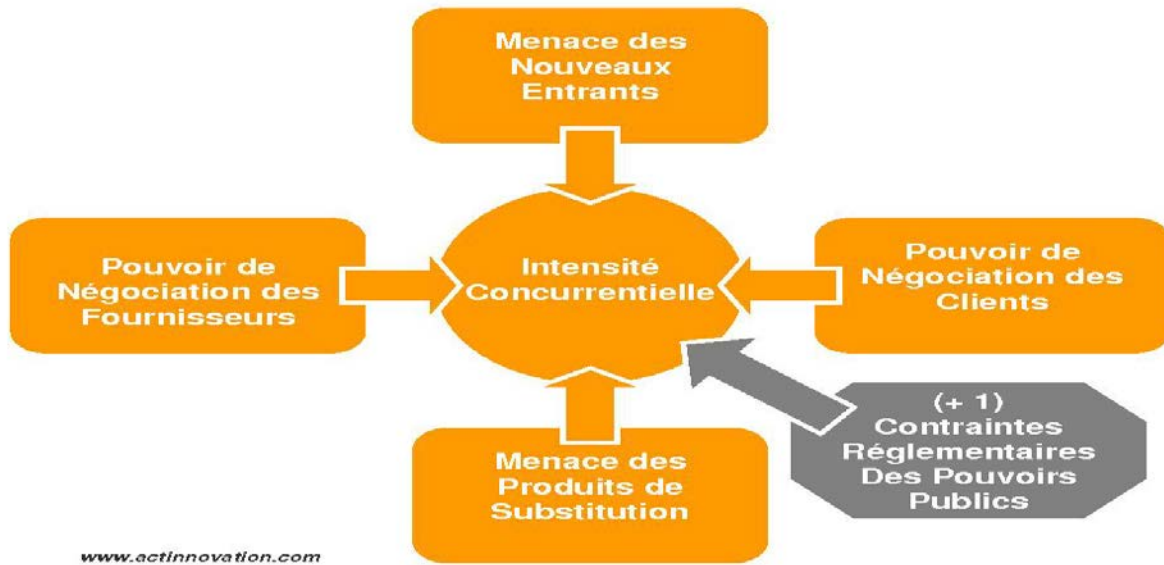 Menace des
Nouveaux
Entrants
Pouvoir de
Négociation des
Fournisseurs
Intensité
Concurrentielle
Pouvoir de
Négociation des
Clients
Menace des
Produits de
Substitution
(+ 1)
Contraintes
Réglementaires
Des Pouvoirs
Publics
www.actinnovation.com